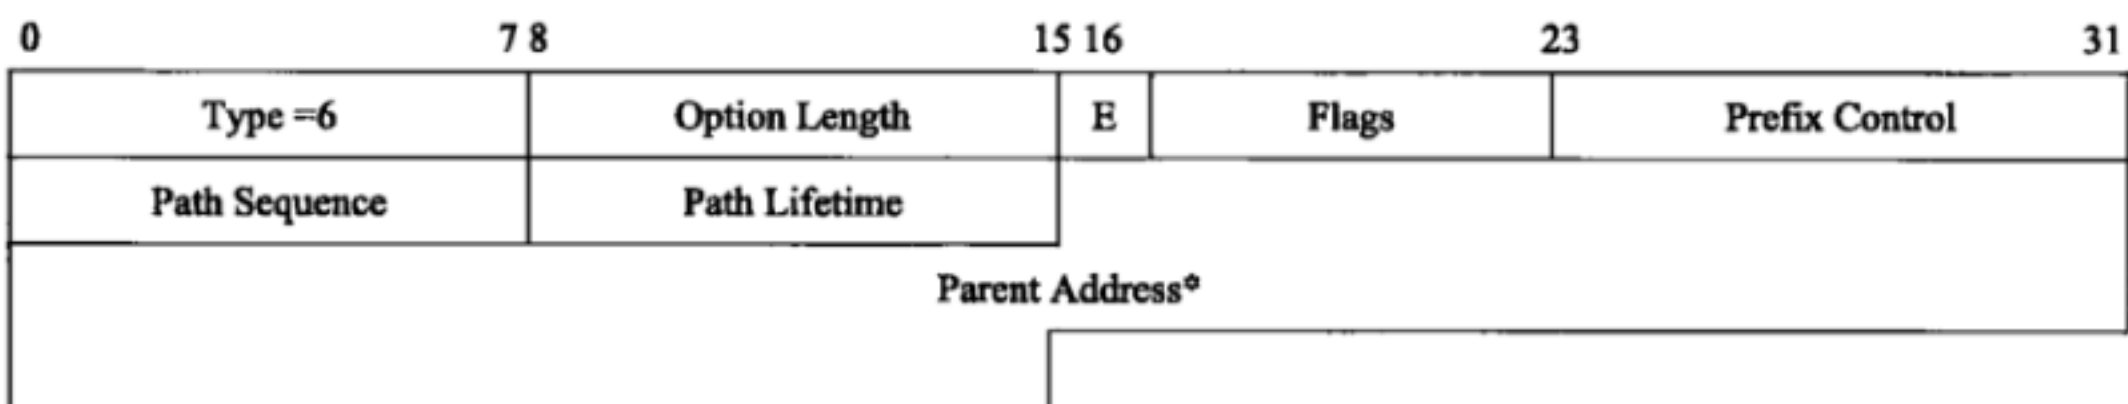 0 7 8 15 16 23 31
Type =6 Option Length E Flags Prefix Control
Path Sequence Path Lifetime
Parent Address*